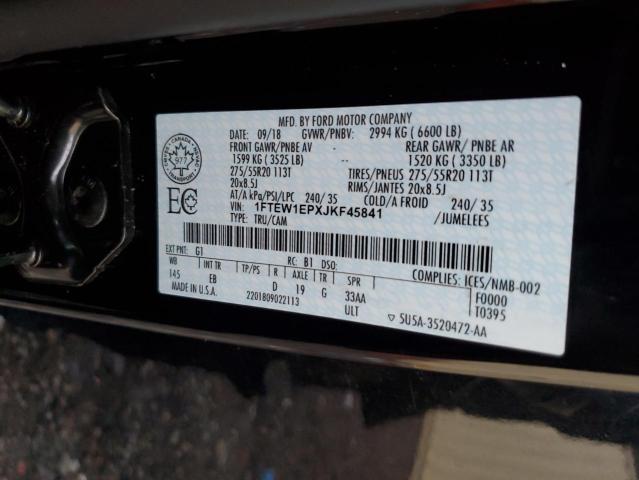 MFD. BY FORD MOTOR COMPANY
DATE: 09/18 GVWR/PNBV: 2994 KG ( 6600 LB)
FRONT GAWR/PNBE AV REAR GAWR/ PNBE AR
1599 KG ( 3525 LB) -- 1520 KG ( 3350 LB)
275/55R20 113T TIRES/PNEUS 275/55R20 113T
20x8.5J RIMS/JANTES 20x8.5J
AT/A kPa/PSI/LPC 240/ 35 COLD/A FROID 240/ 35
VIN: 1FTEW1EPXJKF45841 /JUMELEES
TYPE: TRU/CAM
CANADA
977
EC
EXT PNT: G1 RC: B1 DSO: COMPLIES: ICES/NMB-002
WB INT TR TP/PS R AXLE TR SPR F0000
145 EB D 19 G 33AA T0395
MADE IN U.S.A. 2201809022113 ULT ▽ 5U5A-3520472-AA